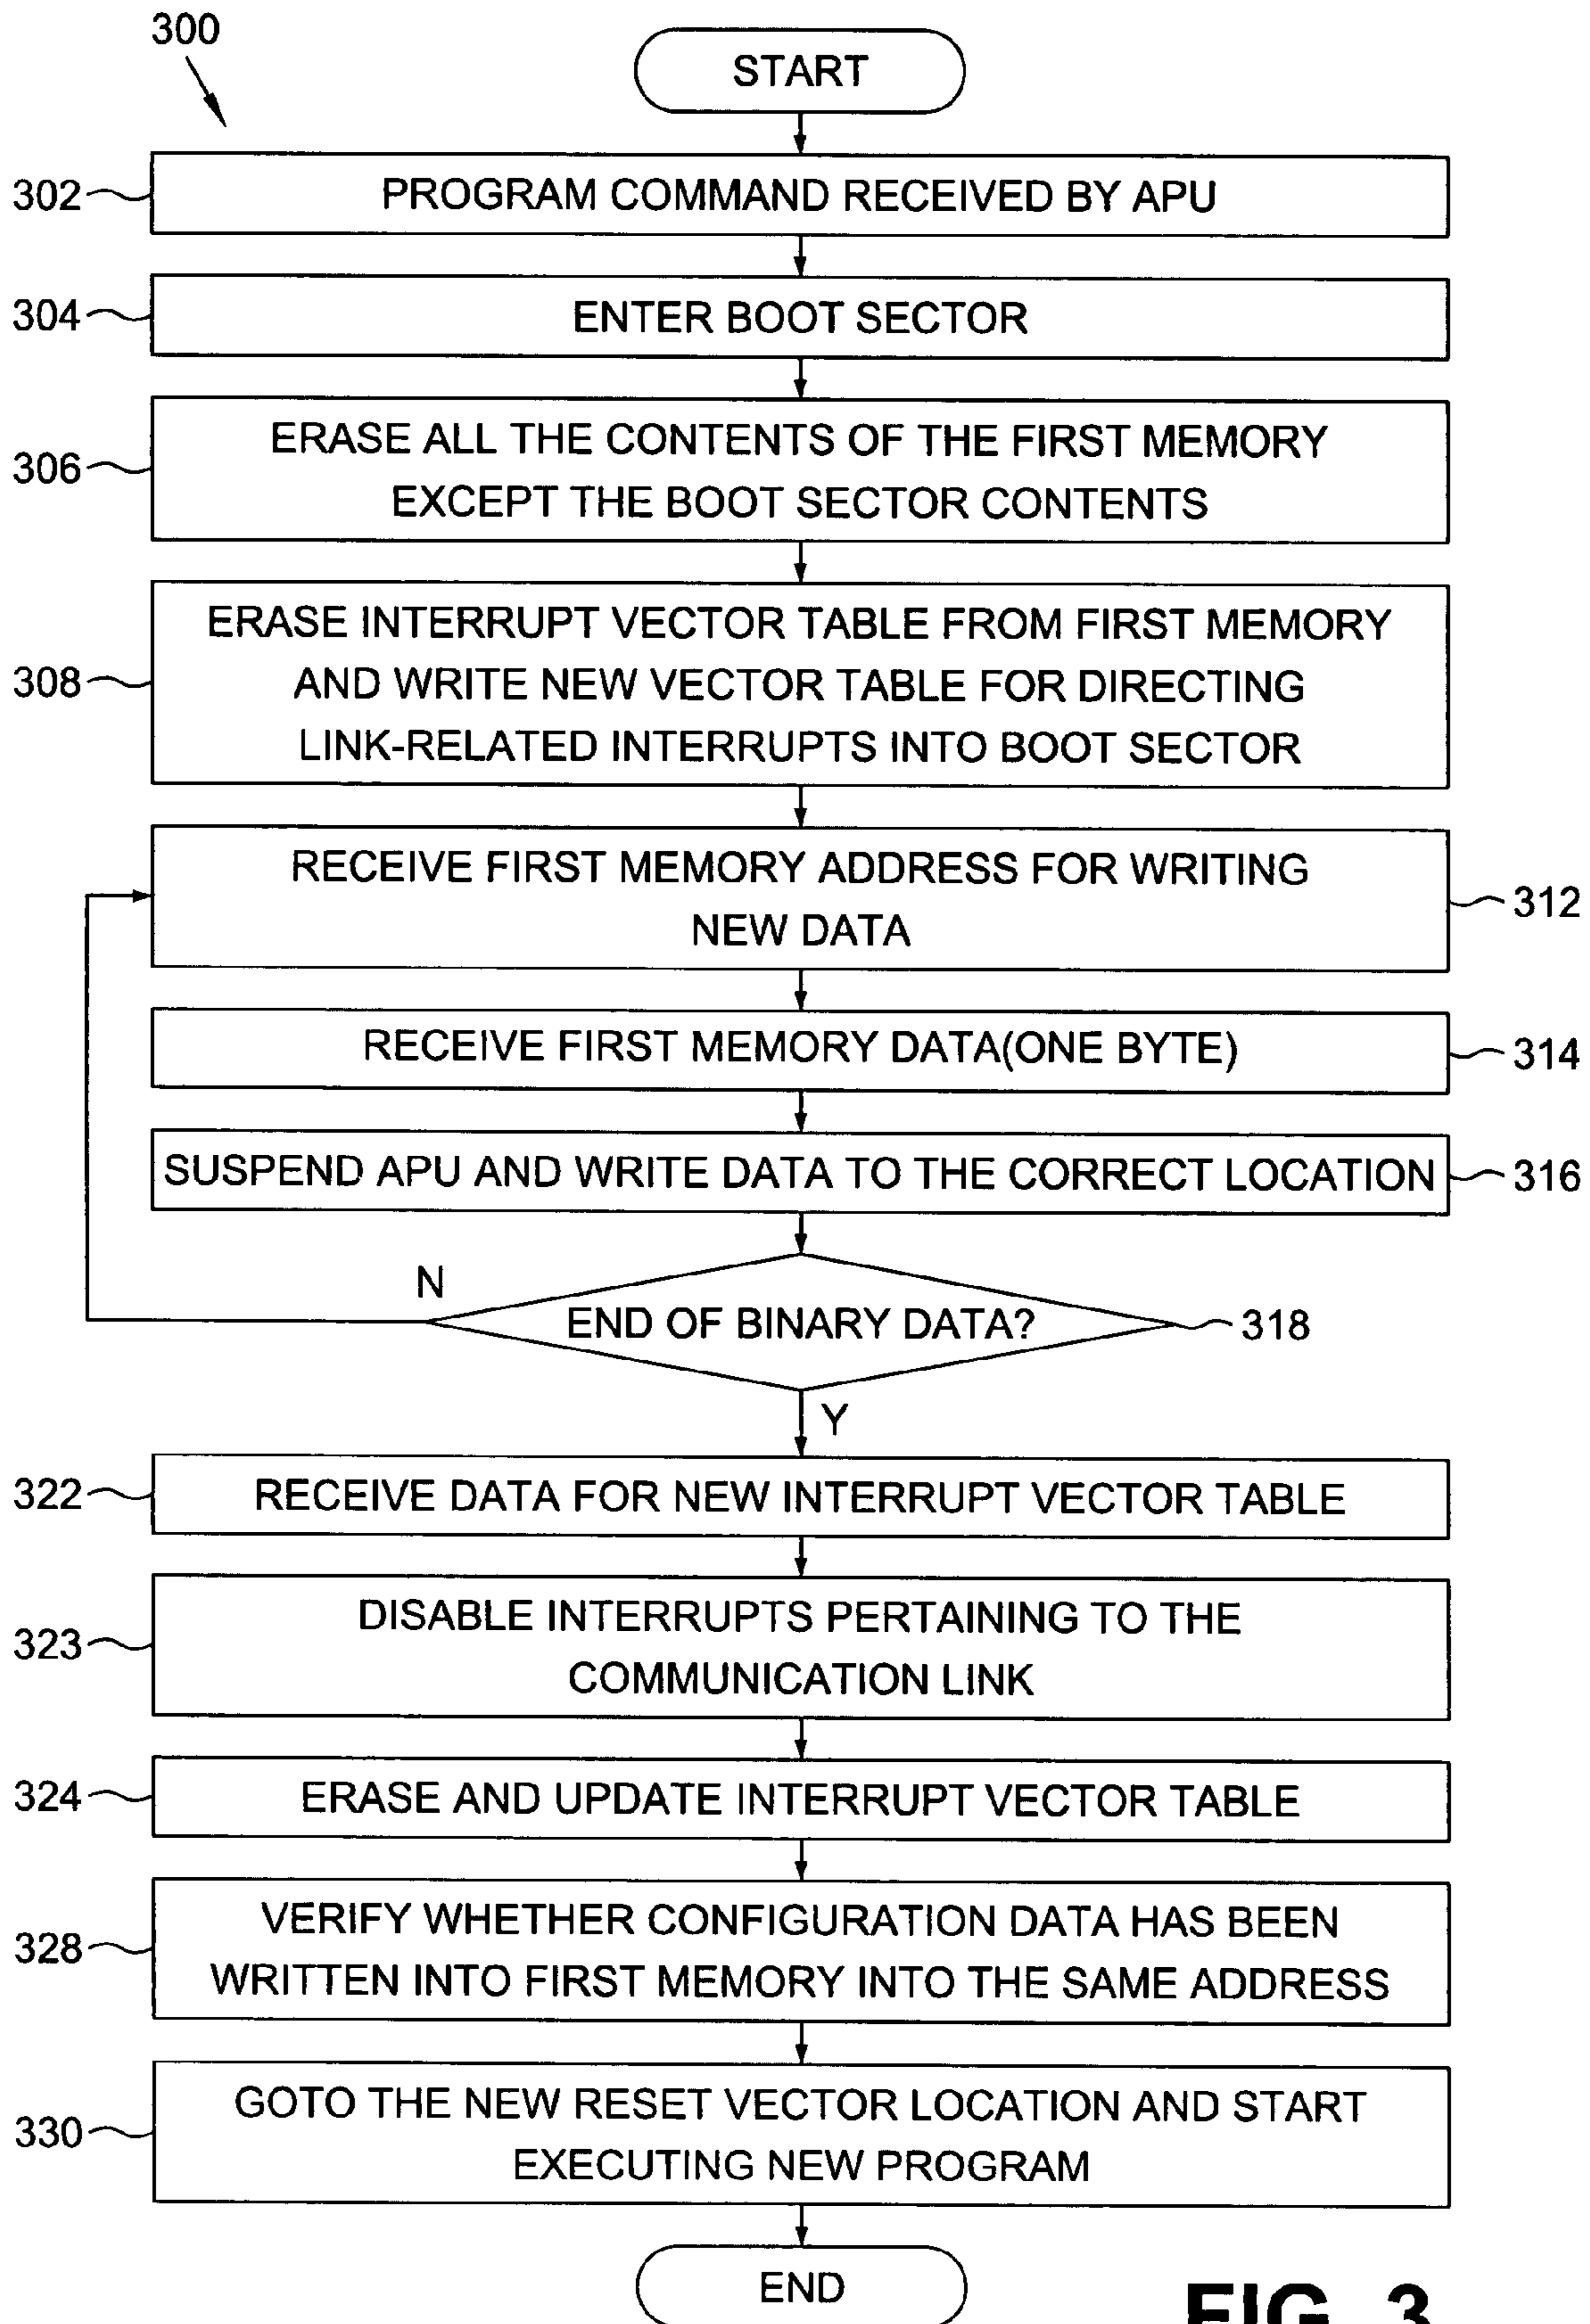 300
START
302
PROGRAM COMMAND RECEIVED BY APU
304
ENTER BOOT SECTOR
306
ERASE ALL THE CONTENTS OF THE FIRST MEMORY
EXCEPT THE BOOT SECTOR CONTENTS
308
ERASE INTERRUPT VECTOR TABLE FROM FIRST MEMORY
AND WRITE NEW VECTOR TABLE FOR DIRECTING
LINK-RELATED INTERRUPTS INTO BOOT SECTOR
RECEIVE FIRST MEMORY ADDRESS FOR WRITING
NEW DATA
312
RECEIVE FIRST MEMORY DATA(ONE BYTE)
314
SUSPEND APU AND WRITE DATA TO THE CORRECT LOCATION
316
N
END OF BINARY DATA?
318
Y
322
RECEIVE DATA FOR NEW INTERRUPT VECTOR TABLE
323
DISABLE INTERRUPTS PERTAINING TO THE
COMMUNICATION LINK
324
ERASE AND UPDATE INTERRUPT VECTOR TABLE
328
VERIFY WHETHER CONFIGURATION DATA HAS BEEN
WRITTEN INTO FIRST MEMORY INTO THE SAME ADDRESS
330
GOTO THE NEW RESET VECTOR LOCATION AND START
EXECUTING NEW PROGRAM
END
FIG. 3